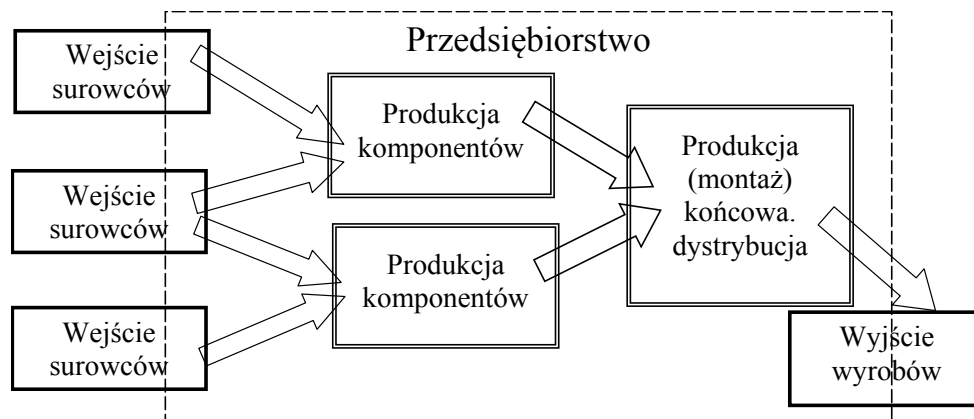 Przedsiębiorstwo
Wejście
surowców
Wejście
surowców
Wejście
surowców
Produkcja
komponentów
Produkcja
komponentów
Produkcja
(montaż)
końcowa.
dystrybucja
Wyjście
wyrobów